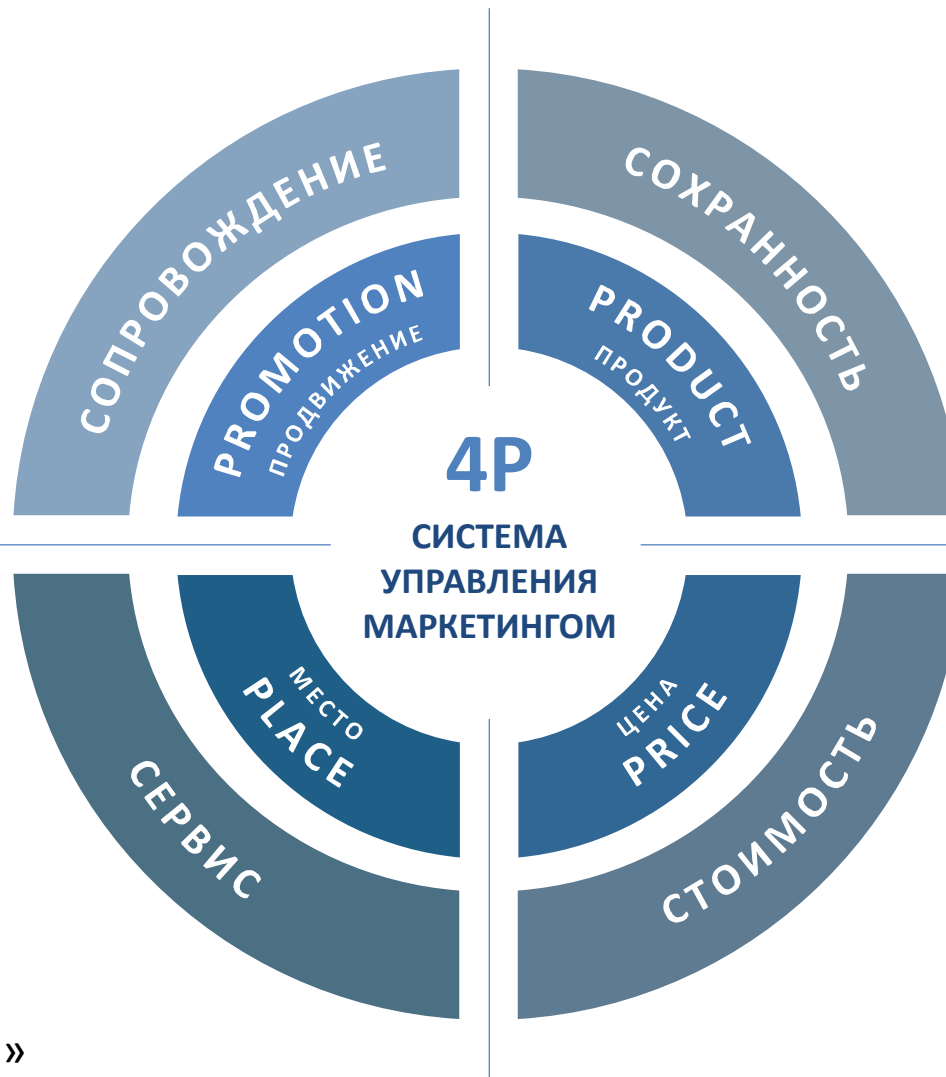 СОПРОВОЖДЕНИЕ
СОХРАННОСТЬ
PROMOTION
ПРОДВИЖЕНИЕ
PRODUCT
ПРОДУКТ
4P
СИСТЕМА
УПРАВЛЕНИЯ
МАРКЕТИНГОМ
МЕСТО
PLACE
ЦЕНА
PRICE
СЕРВИС
СТОИМОСТЬ
»